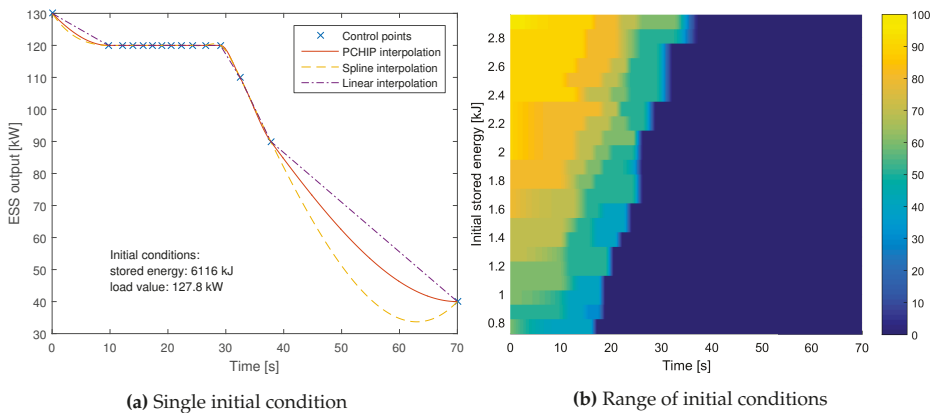 130
120
110
100
90
80
70
60
50
40
30
ESS output [kW]
Control points
PCHIP interpolation
Spline interpolation
Linear interpolation
Initial conditions:
stored energy: 6116 kJ
load value: 127.8 kW
0 10 20 30 40 50 60 70
Time [s]
(a) Single initial condition
2.8
2.6
2.4
2.2
2
1.8
1.6
1.4
1.2
1
0.8
Initial stored energy [kJ]
0 10 20 30 40 50 60 70
Time [s]
100
90
80
70
60
50
40
30
20
10
0
(b) Range of initial conditions